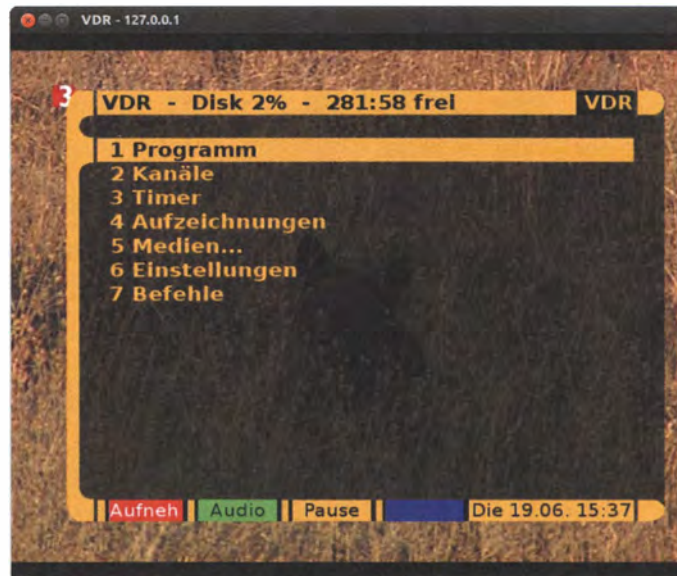 VDR - 127.0.0.1
3
VDR - Disk 2% - 281:58 frei VDR
1 Programm
2 Kanäle
3 Timer
4 Aufzeichnungen
5 Medien...
6 Einstellungen
7 Befehle
Aufneh Audio Pause Die 19.06. 15:37